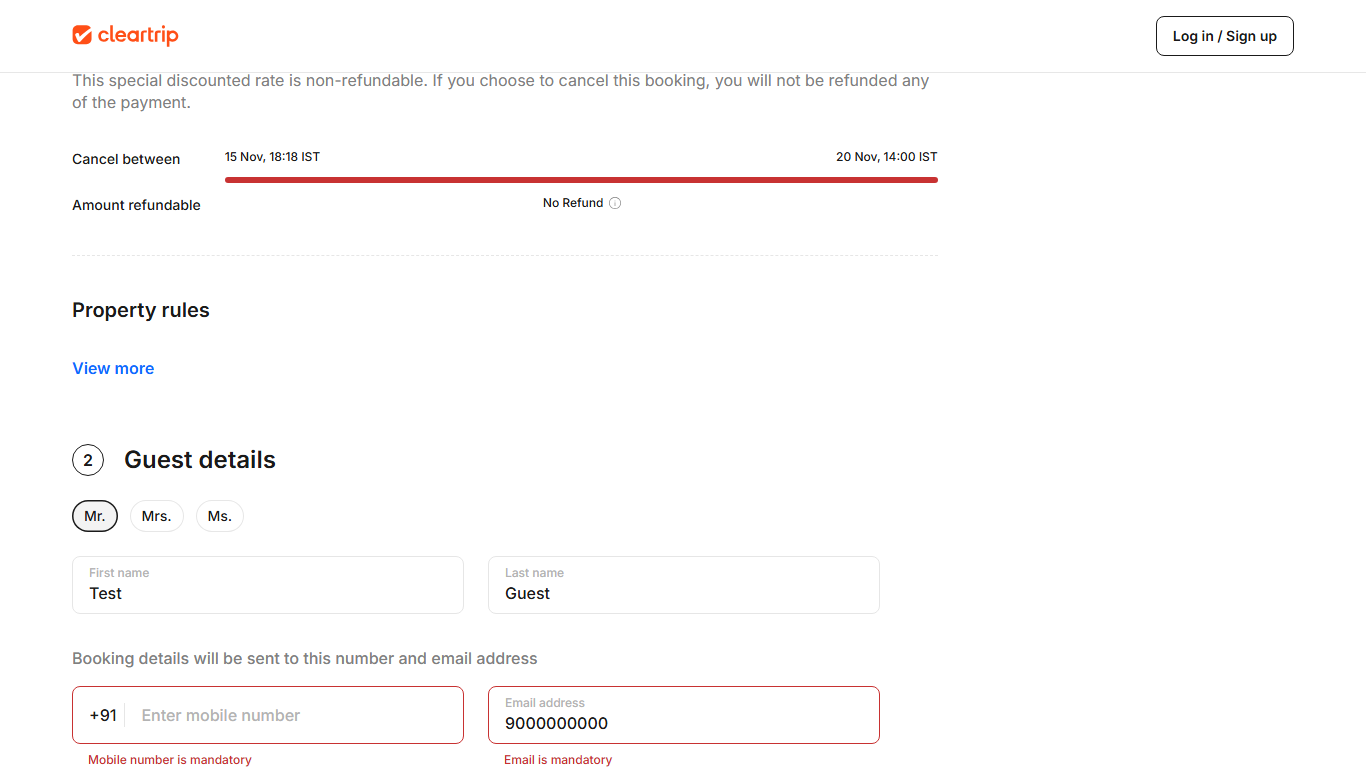 cleartrip
Log in / Sign up
This special discounted rate is non-refundable. If you choose to cancel this booking, you will not be refunded any
of the payment.
Cancel between
15 Nov, 18:18 IST
20 Nov, 14:00 IST
Amount refundable
No Refund
Property rules
View more
2 Guest details
Mr.
Mrs.
Ms.
First name
Test
Last name
Guest
Booking details will be sent to this number and email address
+91 Enter mobile number
Email address
9000000000
Mobile number is mandatory
Email is mandatory